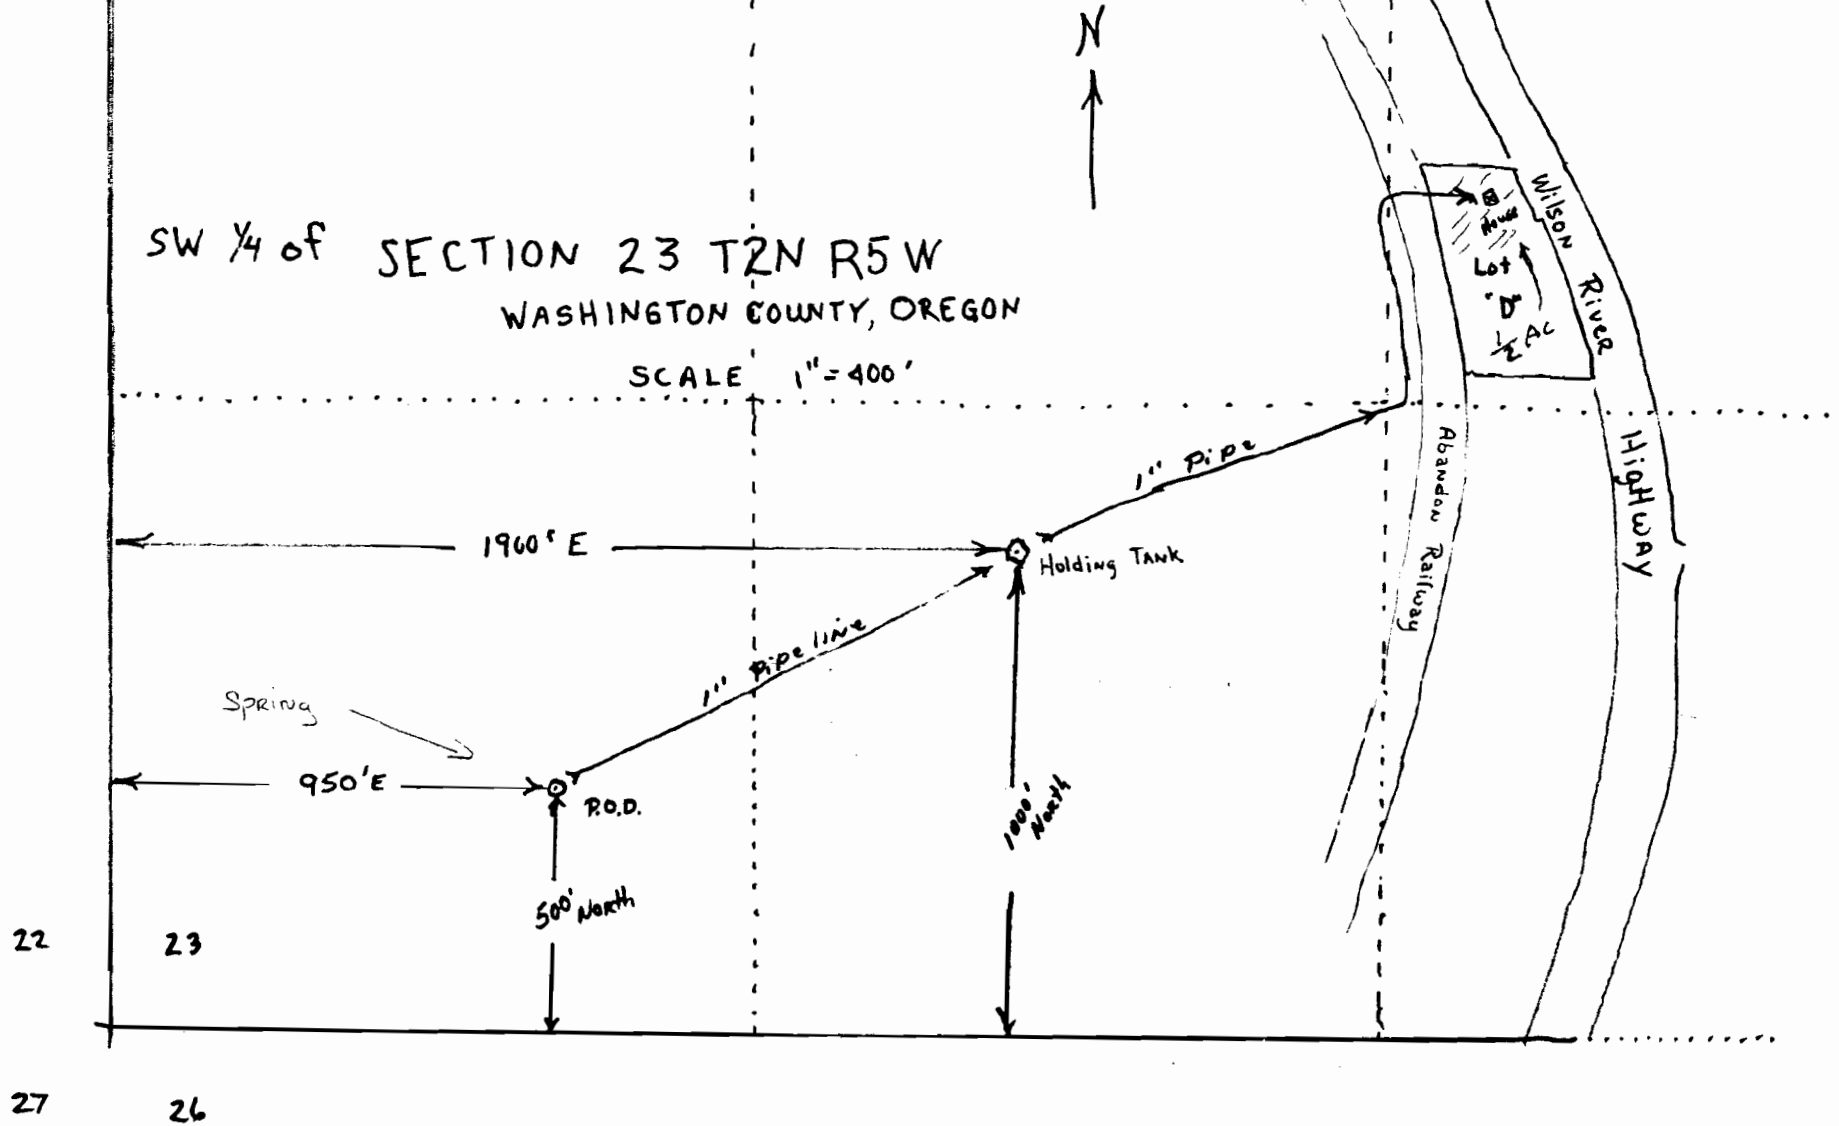 N
SW 1/4 of SECTION 23 T2N R5W
WASHINGTON COUNTY, OREGON
SCALE 1"=400'
House
Lot
"D"
1/2 AC
Wilson River Highway
Abandon Railway
1" Pipe
1960' E
Holding TANK
1" Pipe line
Spring
950'E
P.O.D.
1000' North
500' North
22 23
27 26